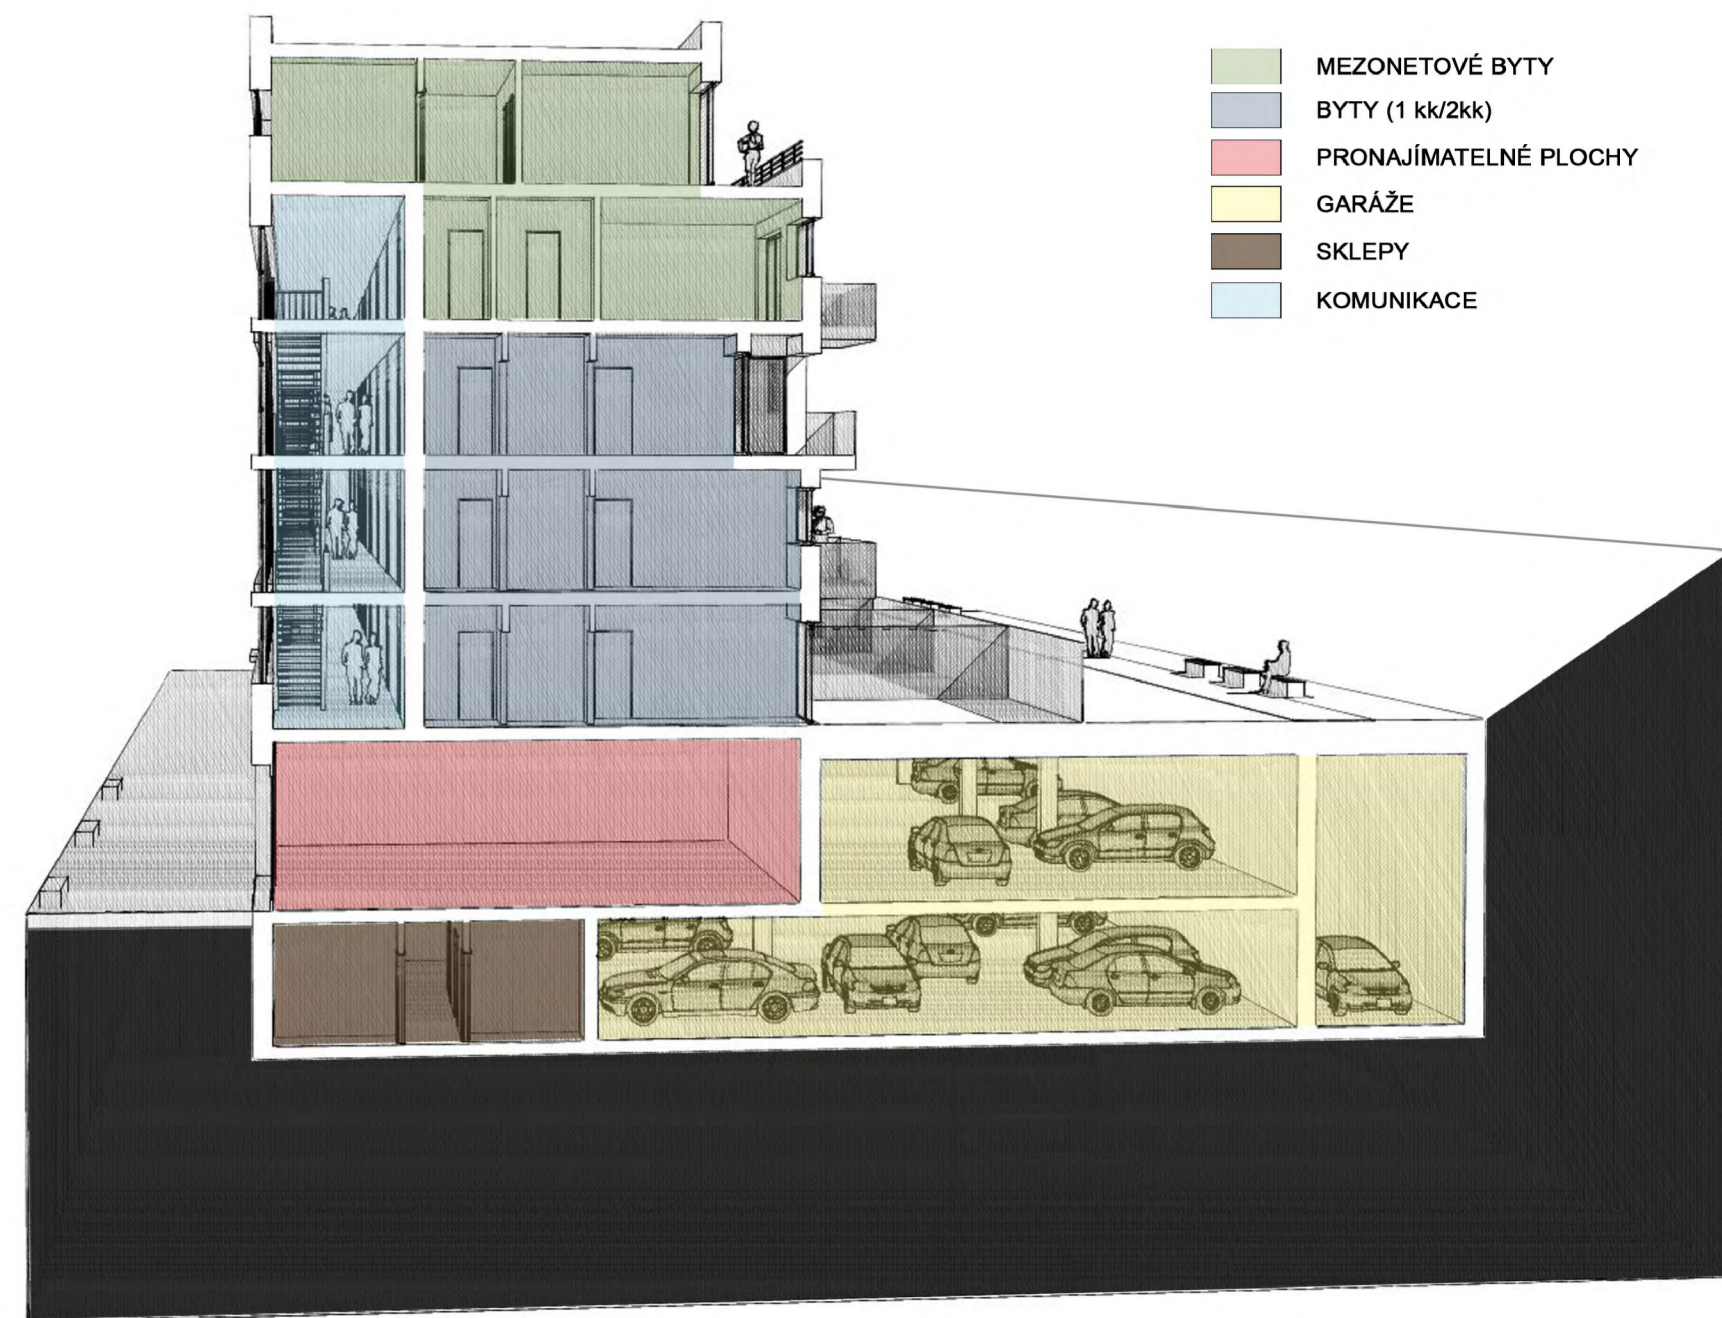 MEZONETOVÉ BYTY
BYTY (1 kk/2kk)
PRONAJÍMATELNÉ PLOCHY
GARÁŽE
SKLEPY
KOMUNIKACE